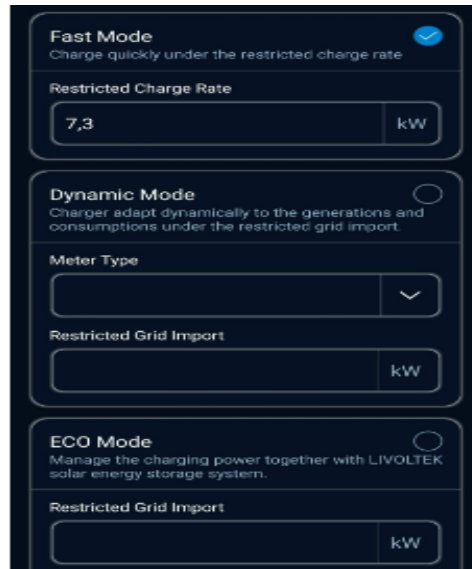 Fast Mode
Charge quickly under the restricted charge rate
Restricted Charge Rate
7,3 kW
Dynamic Mode
Charger adapt dynamically to the generations and
consumptions under the restricted grid import.
Meter Type
Restricted Grid Import
kW
ECO Mode
Manage the charging power together with LIVOLTEK
solar energy storage system.
Restricted Grid Import
kW